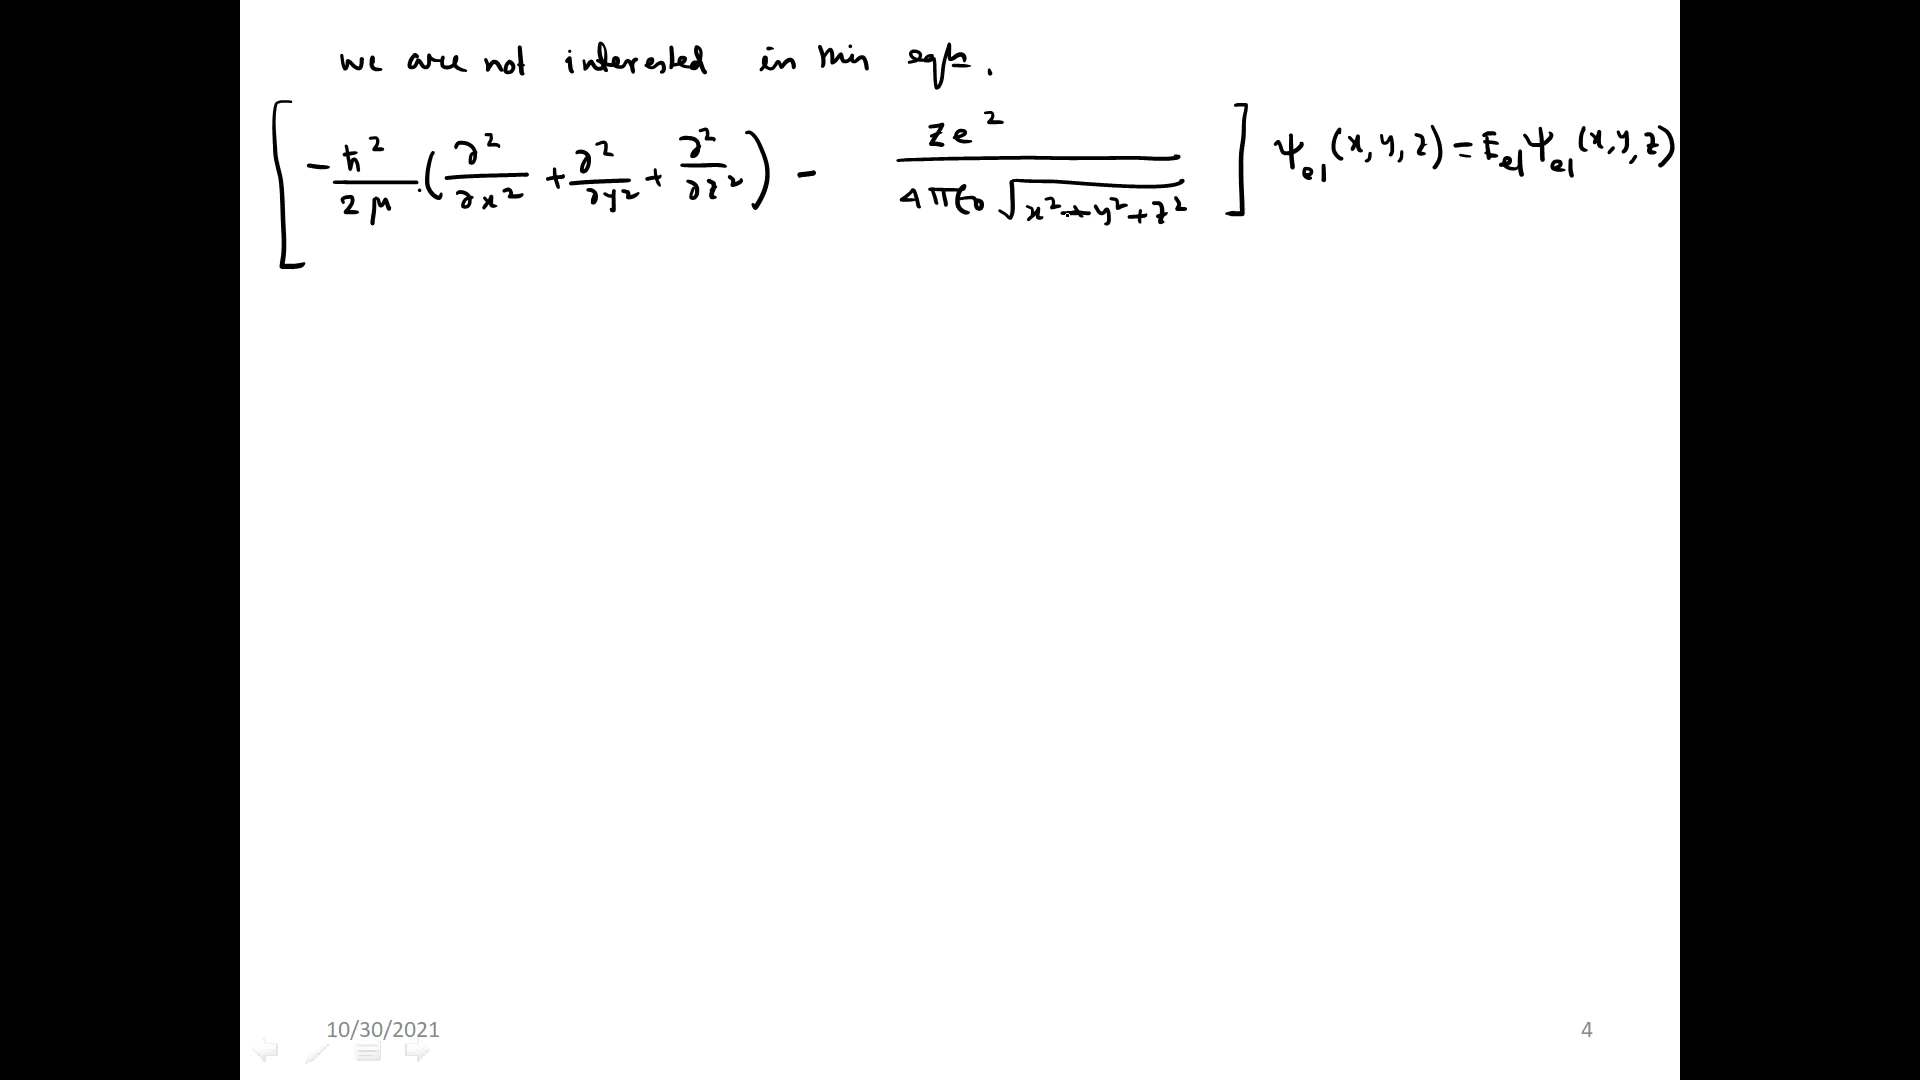 we are not interested in this eqn.
[ -ħ²/2μ (∂²/∂x² + ∂²/∂y² + ∂²/∂z²) - Ze²/4πϵ₀√(x²+y²+z²) ] ψel(x,y,z) = Eel ψel(x,y,z)
10/30/2021
4